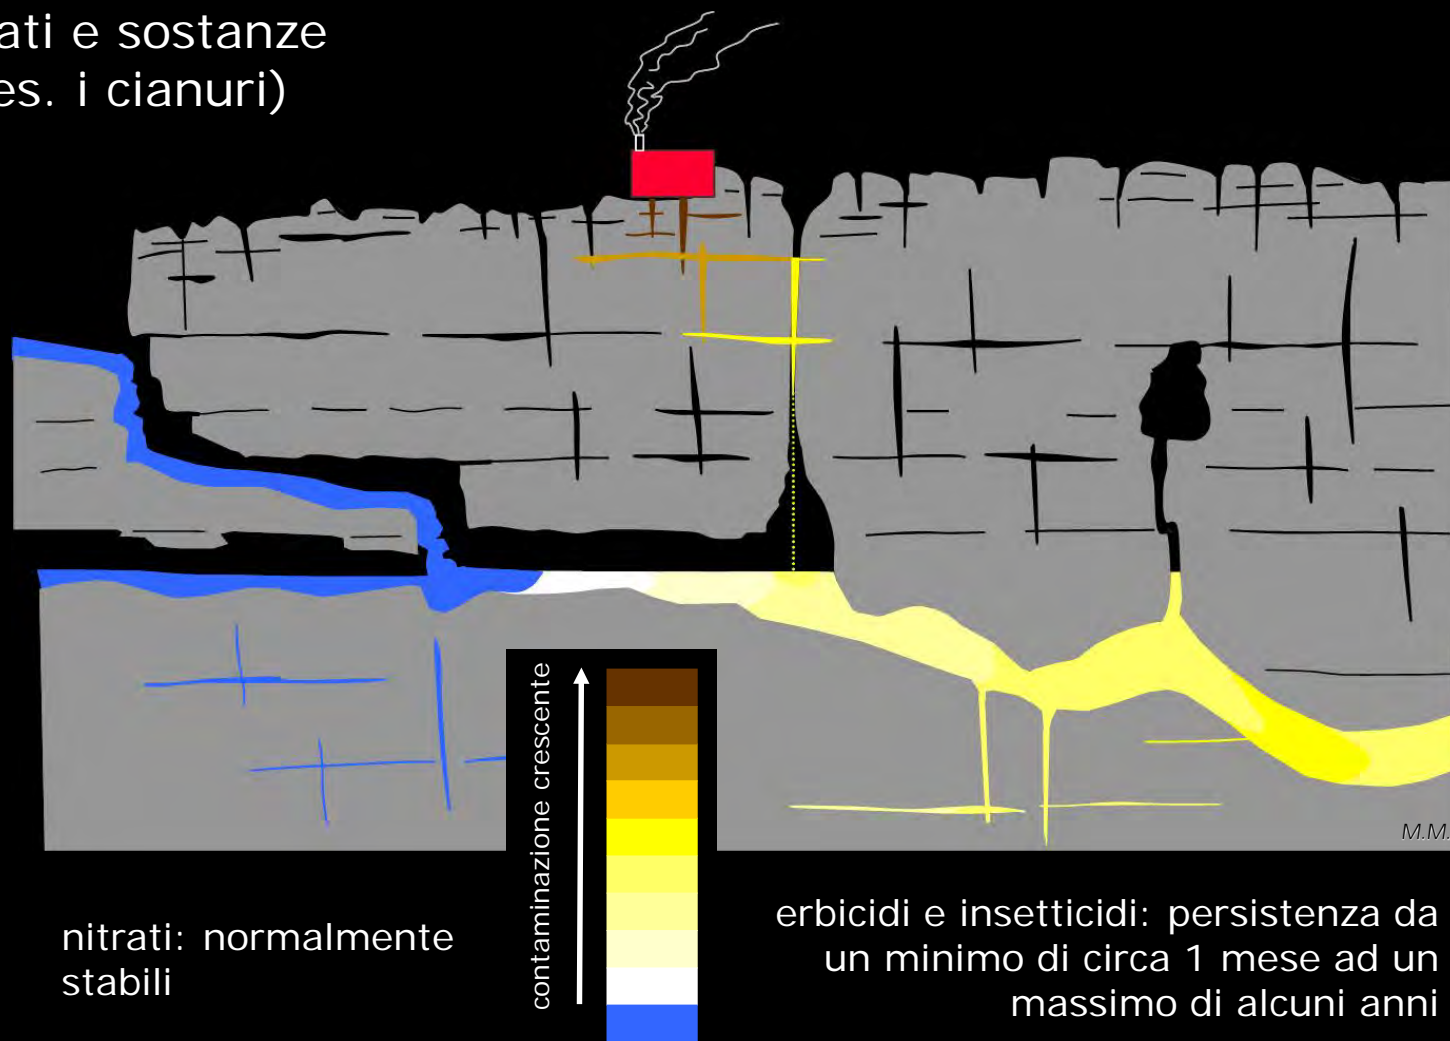 ati e sostanze
es. i cianuri)
contaminazione crescente
M.M.
nitrati: normalmente
stabili
erbicidi e insetticidi: persistenza da
un minimo di circa 1 mese ad un
massimo di alcuni anni